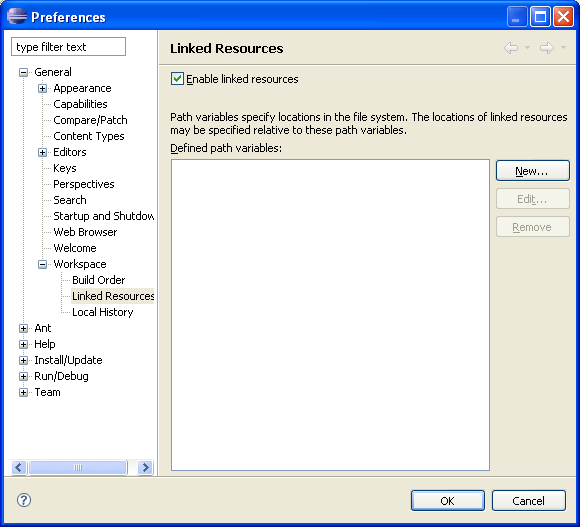 Preferences
type filter text
General
Appearance
Capabilities
Compare/Patch
Content Types
Editors
Keys
Perspectives
Search
Startup and Shutdow
Web Browser
Welcome
Workspace
Build Order
Linked Resources
Local History
Ant
Help
Install/Update
Run/Debug
Team
Linked Resources
Enable linked resources
Path variables specify locations in the file system. The locations of linked resources
may be specified relative to these path variables.
Defined path variables:
New...
Edit...
Remove
?
OK
Cancel